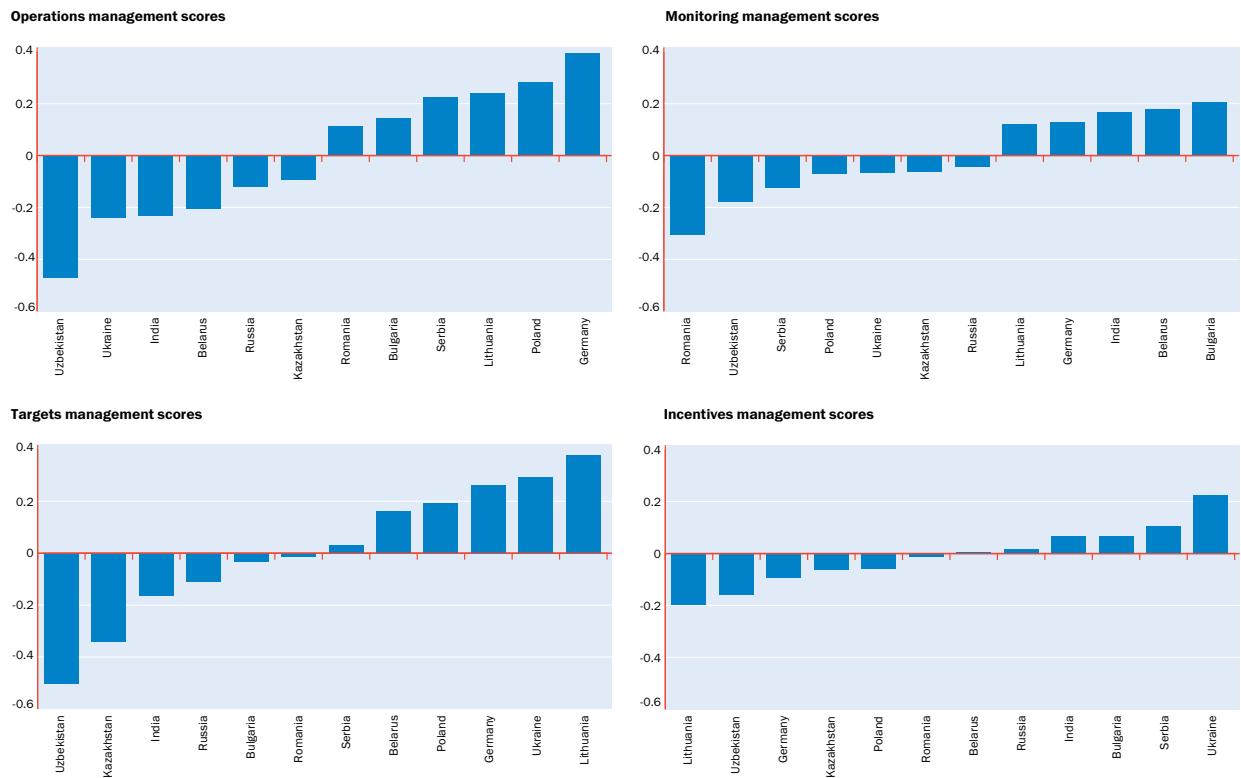 Operations management scores
0.4
0.2
0
-0.2
-0.4
-0.6
Uzbekistan
Ukraine
India
Belarus
Russia
Kazakhstan
Romania
Bulgaria
Serbia
Lithuania
Poland
Germany
Monitoring management scores
0.4
0.2
0
-0.2
-0.4
-0.6
Romania
Uzbekistan
Serbia
Poland
Ukraine
Kazakhstan
Russia
Lithuania
Germany
India
Belarus
Bulgaria
Targets management scores
0.4
0.2
0
-0.2
-0.4
-0.6
Uzbekistan
Kazakhstan
India
Russia
Bulgaria
Romania
Serbia
Belarus
Poland
Germany
Ukraine
Lithuania
Incentives management scores
0.4
0.2
0
-0.2
-0.4
-0.6
Lithuania
Uzbekistan
Germany
Kazakhstan
Poland
Romania
Belarus
Russia
India
Bulgaria
Serbia
Ukraine